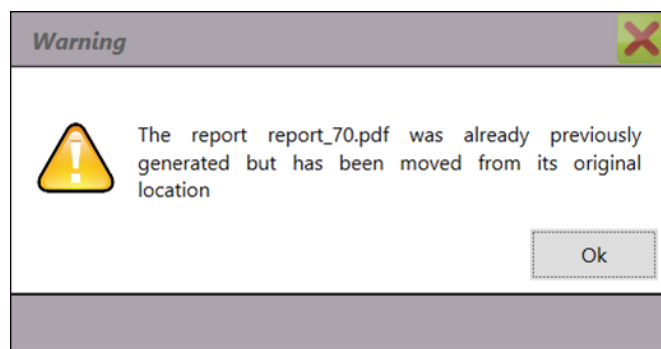 Warning
The report report_70.pdf was already previously
generated but has been moved from its original
location
Ok